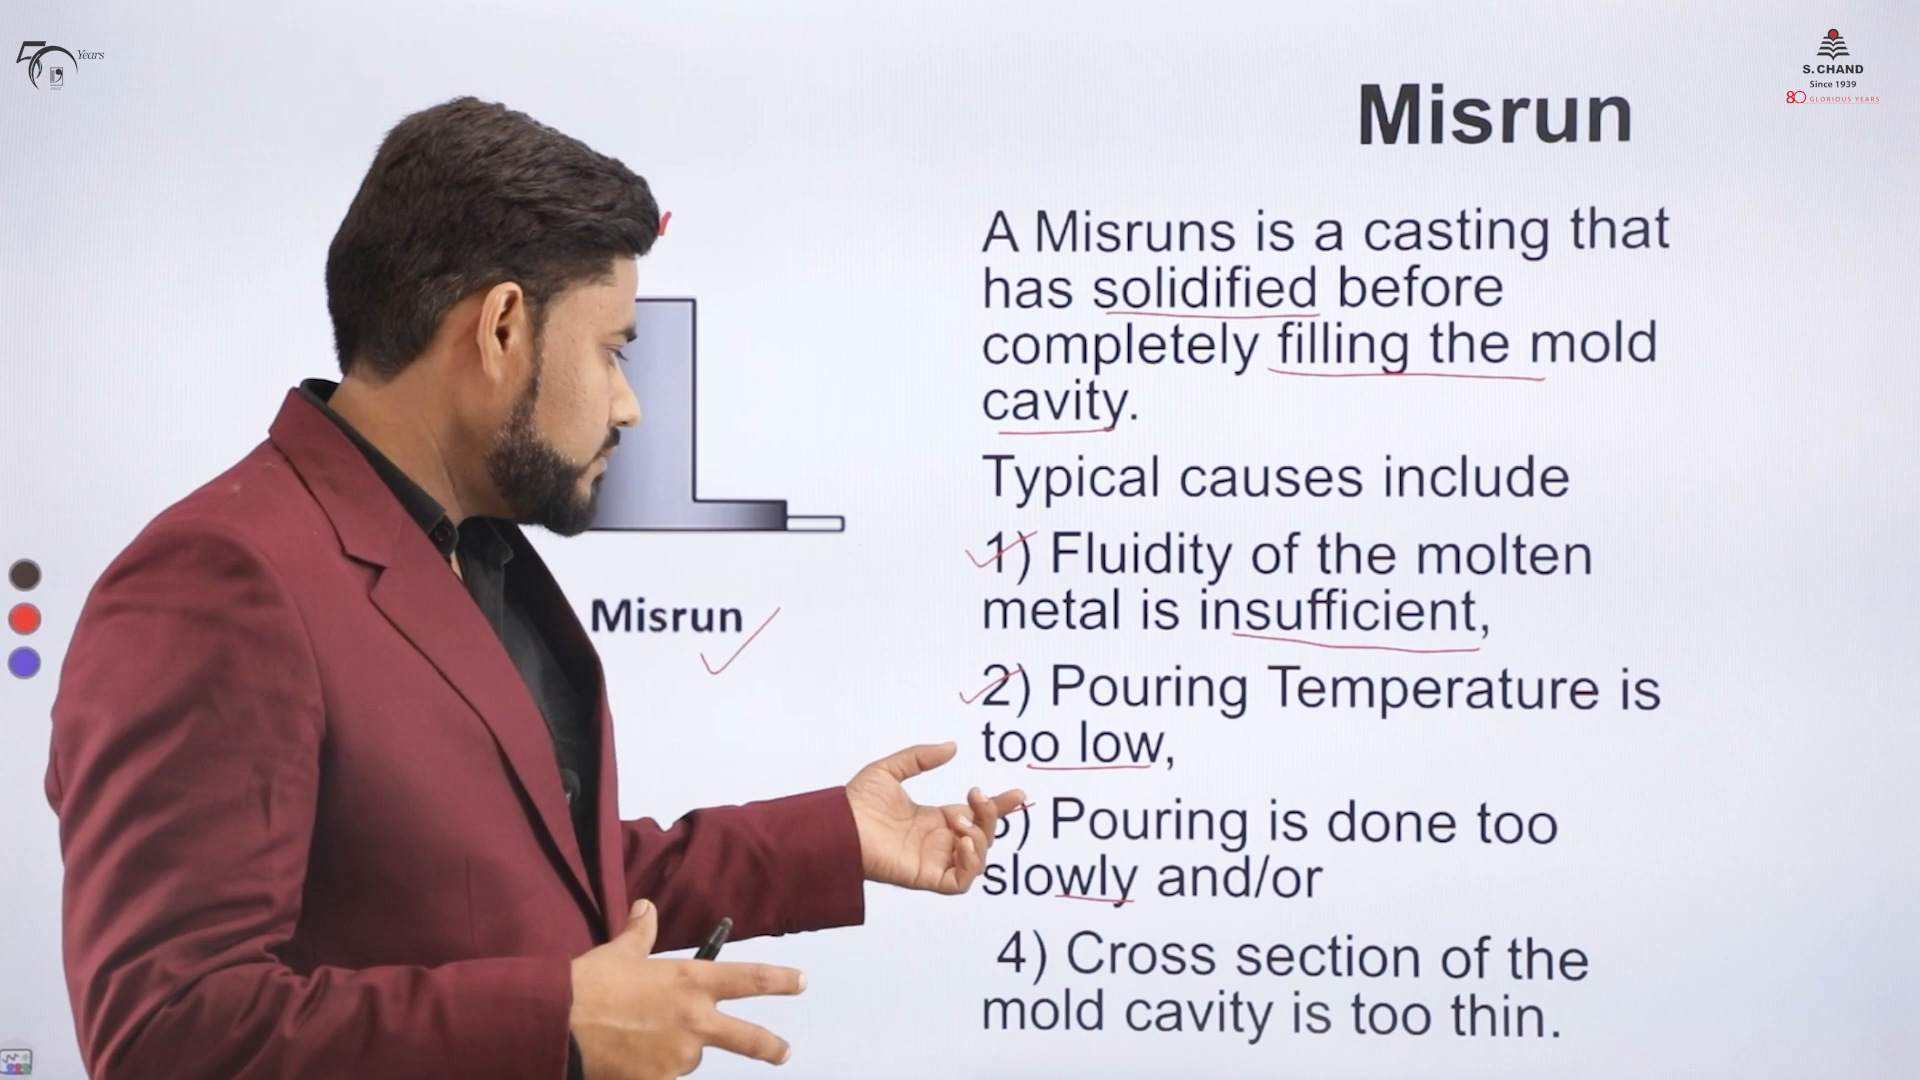 50 Years
S. CHAND
Since 1939
80 GLORIOUS YEARS
Misrun
A Misruns is a casting that
has solidified before
completely filling the mold
cavity.
Typical causes include
1) Fluidity of the molten
metal is insufficient,
2) Pouring Temperature is
too low,
3) Pouring is done too
slowly and/or
4) Cross section of the
mold cavity is too thin.
Misrun